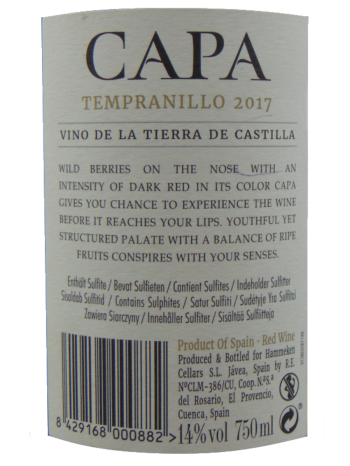 CAPA
TEMPRANILLO 2017
VINO DE LA TIERRA DE CASTILLA
WILD BERRIES ON THE NOSE WITH AN
INTENSITY OF DARK RED IN ITS COLOR CAPA
GIVES YOU CHANCE TO EXPERIENCE THE WINE
BEFORE IT REACHES YOUR LIPS. YOUTHFUL YET
STRUCTURED PALATE WITH A BALANCE OF RIPE
FRUITS CONSPIRES WITH YOUR SENSES.
Enthält Sulfite / Bevat Sulfieten / Contient Sulfites / Indeholder Sulfitter
Sisaldab Sulfitid / Contains Sulphites / Satur Sulfiti / Sudėtyje Yra Sulfitai
Zawiera Siarczyny / Innehåller Sulfiter / Sisältää Sulfiitteja
Product Of Spain - Red Wine
Produced & Bottled for Hammeken
Cellars S.L. Jávea, Spain by R.E.
NºCLM-386/CU, Coop. N.ªS.ª
del Rosario, El Provencio,
Cuenca, Spain
8 429168 000882 >
14%vol 750ml e